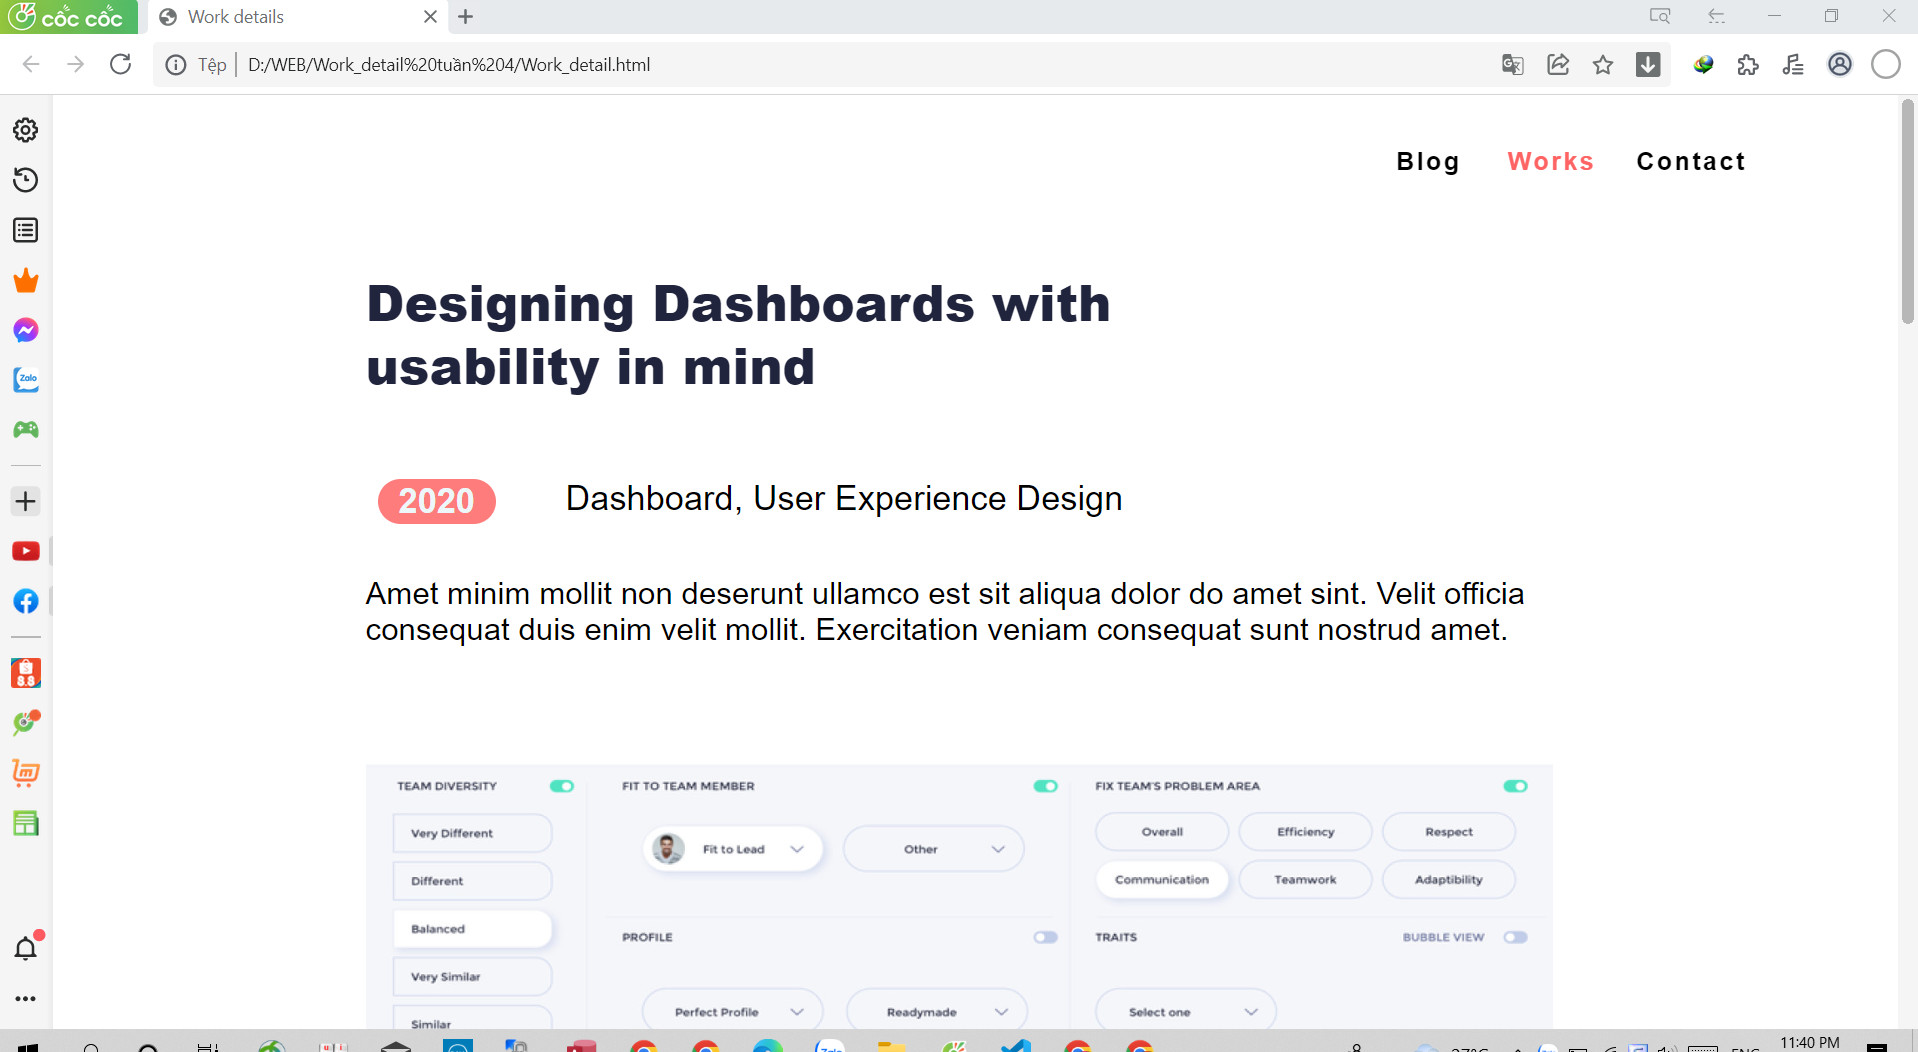 cốc cốc
Work details
Tệp
D:/WEB/Work_detail%20tuần%204/Work_detail.html
Blog Works Contact
Designing Dashboards with
usability in mind
2020 Dashboard, User Experience Design
Amet minim mollit non deserunt ullamco est sit aliqua dolor do amet sint. Velit officia
consequat duis enim velit mollit. Exercitation veniam consequat sunt nostrud amet.
TEAM DIVERSITY
Very Different
Different
Balanced
Very Similar
Similar
FIT TO TEAM MEMBER
Fit to Lead Other
PROFILE
Perfect Profile Readymade
FIX TEAM'S PROBLEM AREA
Overall Efficiency Respect
Communication Teamwork Adaptibility
TRAITS BUBBLE VIEW
Select one
Zalo
8.8
11:40 PM